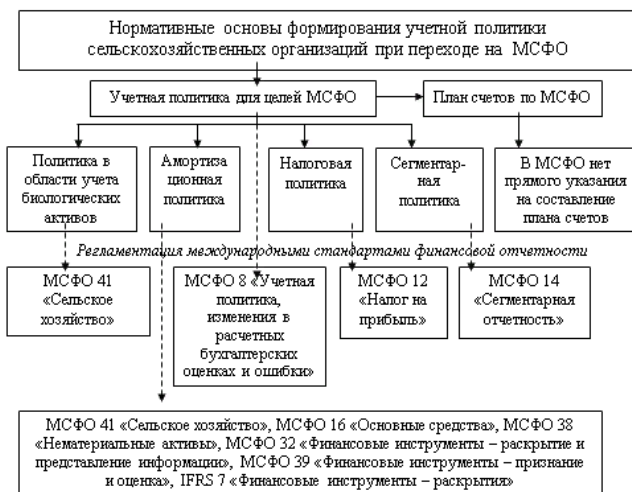 Нормативные основы формирования учетной политики
сельскохозяйственных организаций при переходе на МСФО
Учетная политика для целей МСФО
План счетов по МСФО
Политика в
области учета
биологических
активов
Амортиза
ционная
политика
Налоговая
политика
Сегментар-
ная
политика
В МСФО нет
прямого указания
на составление
плана счетов
Регламентация международными стандартами финансовой отчетности
МСФО 41
«Сельское
хозяйство»
МСФО 8 «Учетная
политика,
изменения в
расчетных
бухгалтерских
оценках и ошибки»
МСФО 12
«Налог на
прибыль»
МСФО 14
«Сегментарная
отчетность»
МСФО 41 «Сельское хозяйство», МСФО 16 «Основные средства», МСФО 38
«Нематериальные активы», МСФО 32 «Финансовые инструменты – раскрытие и
представление информации», МСФО 39 «Финансовые инструменты – признание
и оценка», IFRS 7 «Финансовые инструменты – раскрытия»